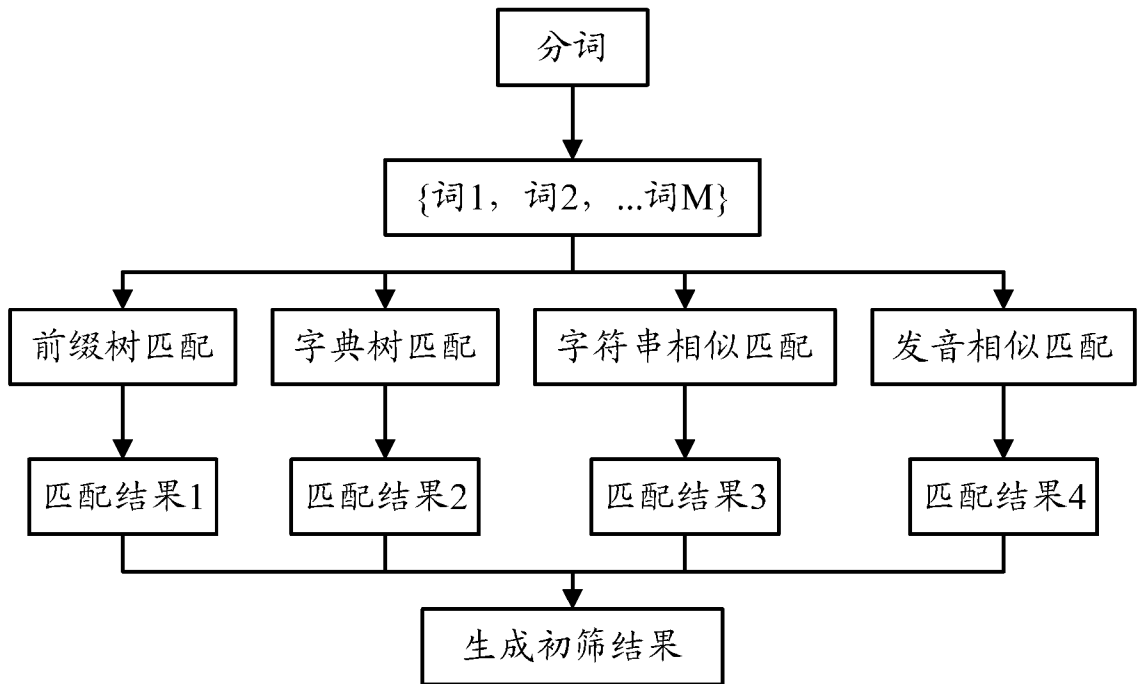 分词
{词1，词2，...词M}
前缀树匹配
字典树匹配
字符串相似匹配
发音相似匹配
匹配结果1
匹配结果2
匹配结果3
匹配结果4
生成初筛结果